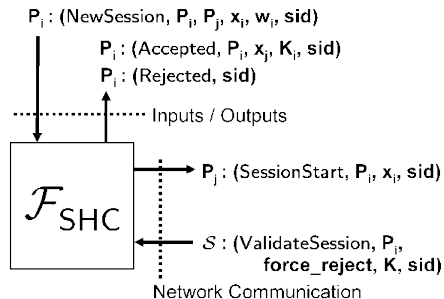 P_i : (NewSession, P_i, P_j, x_i, w_i, sid)
P_i : (Accepted, P_i, x_j, K_i, sid)
P_i : (Rejected, sid)
Inputs / Outputs
ℱ_SHC
P_j : (SessionStart, P_i, x_i, sid)
𝒮 : (ValidateSession, P_i,
force_reject, K, sid)
Network Communication